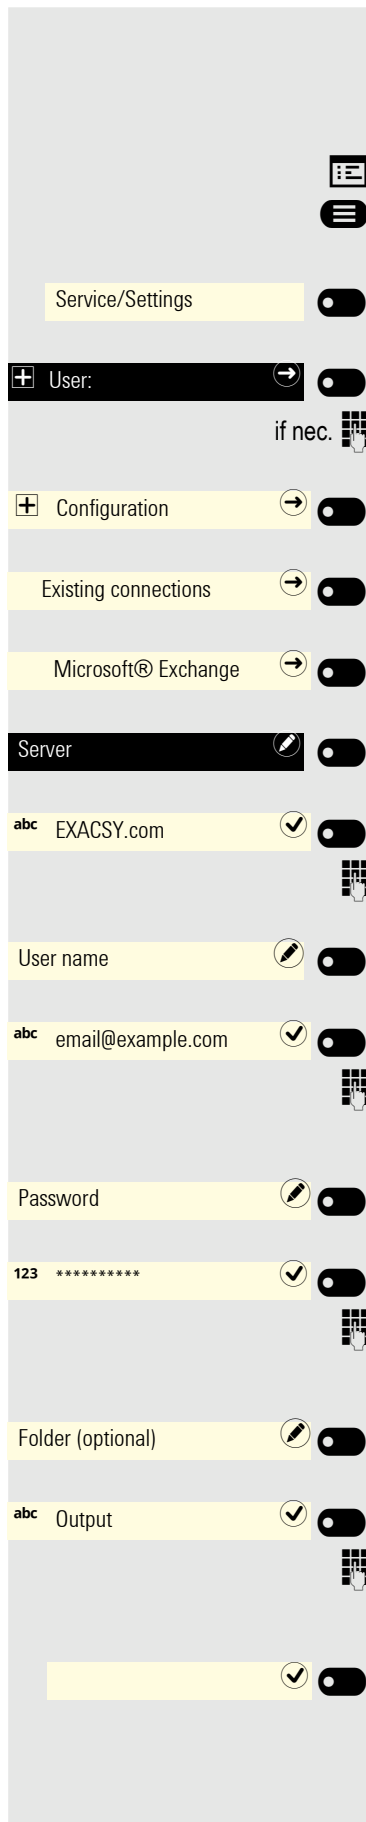 Service/Settings
User:
if nec.
Configuration
Existing connections
Microsoft® Exchange
Server
abc EXACSY.com
User name
abc email@example.com
Password
123 **********
Folder (optional)
abc Output